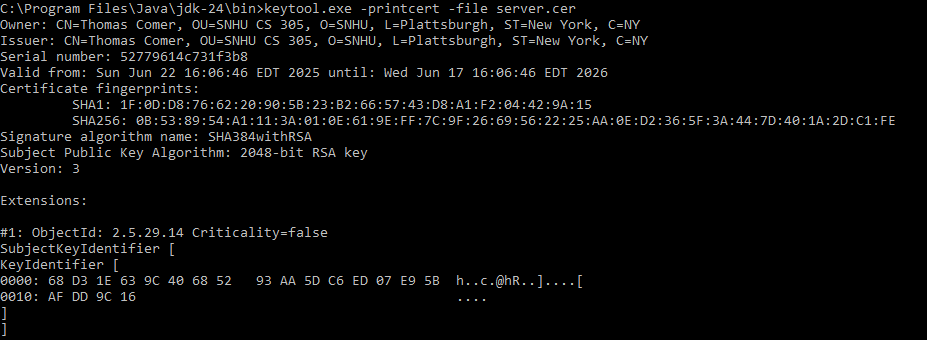 C:\Program Files\Java\jdk-24\bin>keytool.exe -printcert -file server.cer
Owner: CN=Thomas Comer, OU=SNHU CS 305, O=SNHU, L=Plattsburgh, ST=New York, C=NY
Issuer: CN=Thomas Comer, OU=SNHU CS 305, O=SNHU, L=Plattsburgh, ST=New York, C=NY
Serial number: 52779614c731f3b8
Valid from: Sun Jun 22 16:06:46 EDT 2025 until: Wed Jun 17 16:06:46 EDT 2026
Certificate fingerprints:
         SHA1: 1F:0D:D8:76:62:20:90:5B:23:B2:66:57:43:D8:A1:F2:04:42:9A:15
         SHA256: 0B:53:89:54:A1:11:3A:01:0E:61:9E:FF:7C:9F:26:69:56:22:25:AA:0E:D2:36:5F:3A:44:7D:40:1A:2D:C1:FE
Signature algorithm name: SHA384withRSA
Subject Public Key Algorithm: 2048-bit RSA key
Version: 3

Extensions:

#1: ObjectId: 2.5.29.14 Criticality=false
SubjectKeyIdentifier [
KeyIdentifier [
0000: 68 D3 1E 63 9C 40 68 52   93 AA 5D C6 ED 07 E9 5B  h..c.@hR..]....[
0010: AF DD 9C 16                                        ....
]
]